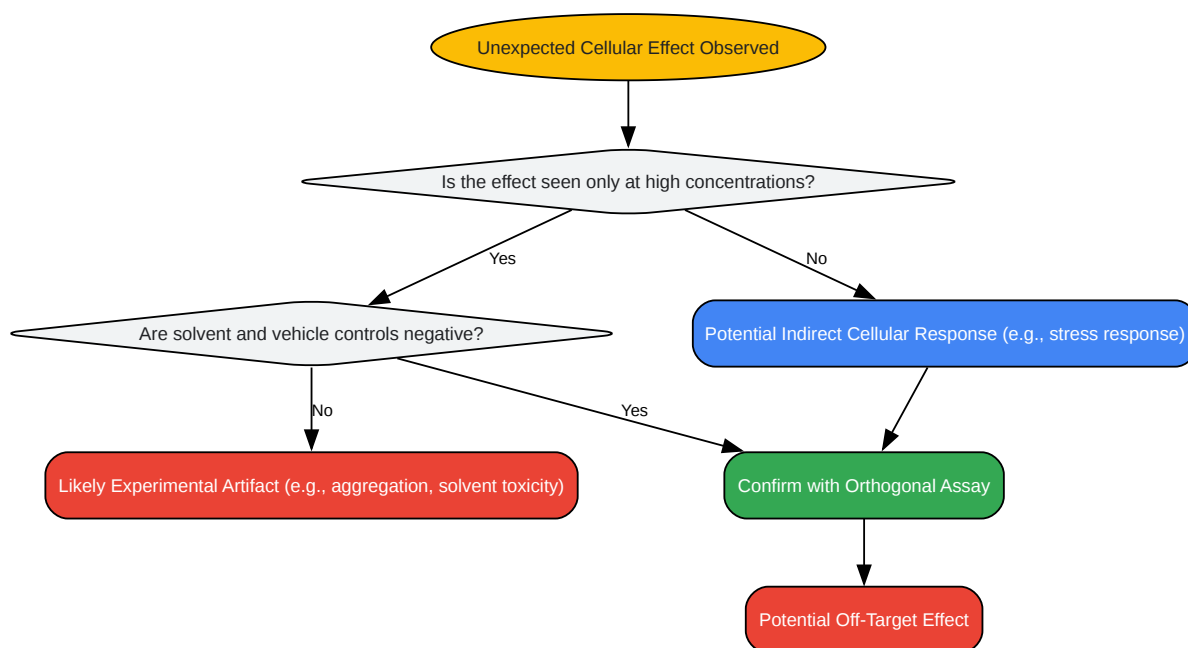 Unexpected Cellular Effect Observed
Is the effect seen only at high concentrations?
Yes
No
Are solvent and vehicle controls negative?
Potential Indirect Cellular Response (e.g., stress response)
No
Yes
Likely Experimental Artifact (e.g., aggregation, solvent toxicity)
Confirm with Orthogonal Assay
Potential Off-Target Effect